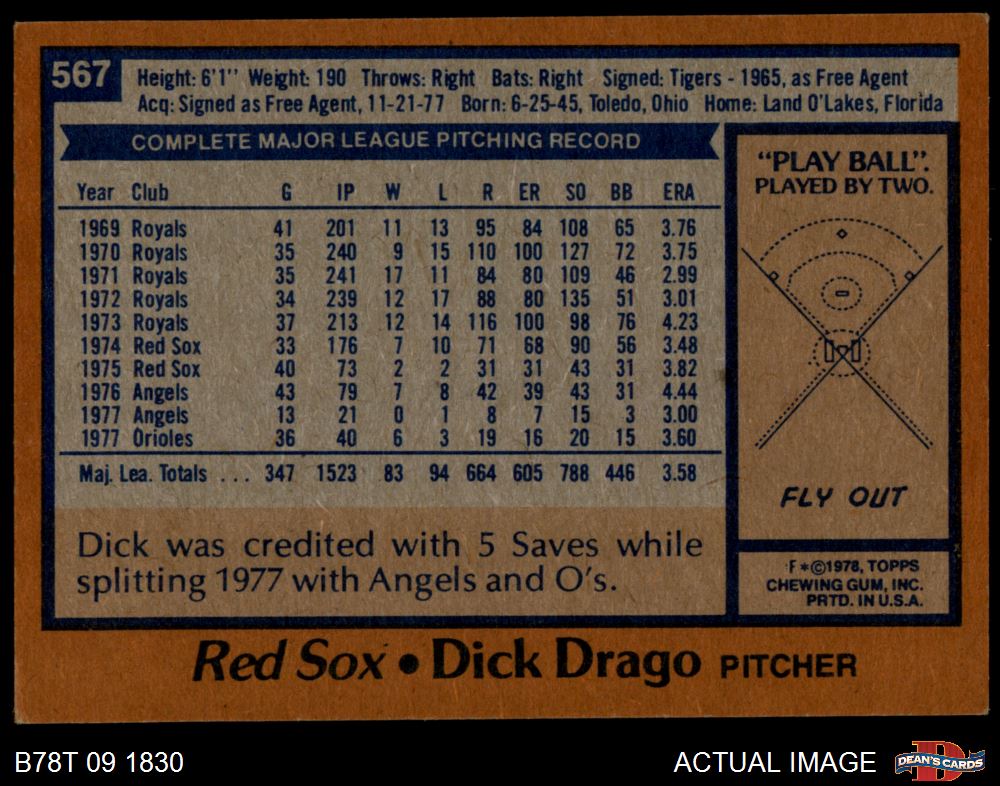 567
Height: 6'1" Weight: 190 Throws: Right Bats: Right Signed: Tigers - 1965, as Free Agent
Acq: Signed as Free Agent, 11-21-77 Born: 6-25-45, Toledo, Ohio Home: Land O'Lakes, Florida
COMPLETE MAJOR LEAGUE PITCHING RECORD
Year Club G IP W L R ER SO BB ERA
1969 Royals 41 201 11 13 95 84 108 65 3.76
1970 Royals 35 240 9 15 110 100 127 72 3.75
1971 Royals 35 241 17 11 84 80 109 46 2.99
1972 Royals 34 239 12 17 88 80 135 51 3.01
1973 Royals 37 213 12 14 116 100 98 76 4.23
1974 Red Sox 33 176 7 10 71 68 90 56 3.48
1975 Red Sox 40 73 2 2 31 31 43 31 3.82
1976 Angels 43 79 7 8 42 39 43 31 4.44
1977 Angels 13 21 0 1 8 7 15 3 3.00
1977 Orioles 36 40 6 3 19 16 20 15 3.60
Maj. Lea. Totals ... 347 1523 83 94 664 605 788 446 3.58
Dick was credited with 5 Saves while
splitting 1977 with Angels and O's.
"PLAY BALL".
PLAYED BY TWO.
FLY OUT
F*©1978, TOPPS
CHEWING GUM, INC.
PRTD. IN U.S.A.
Red Sox • Dick Drago PITCHER
B78T 09 1830
ACTUAL IMAGE
D
DEAN'S CARDS